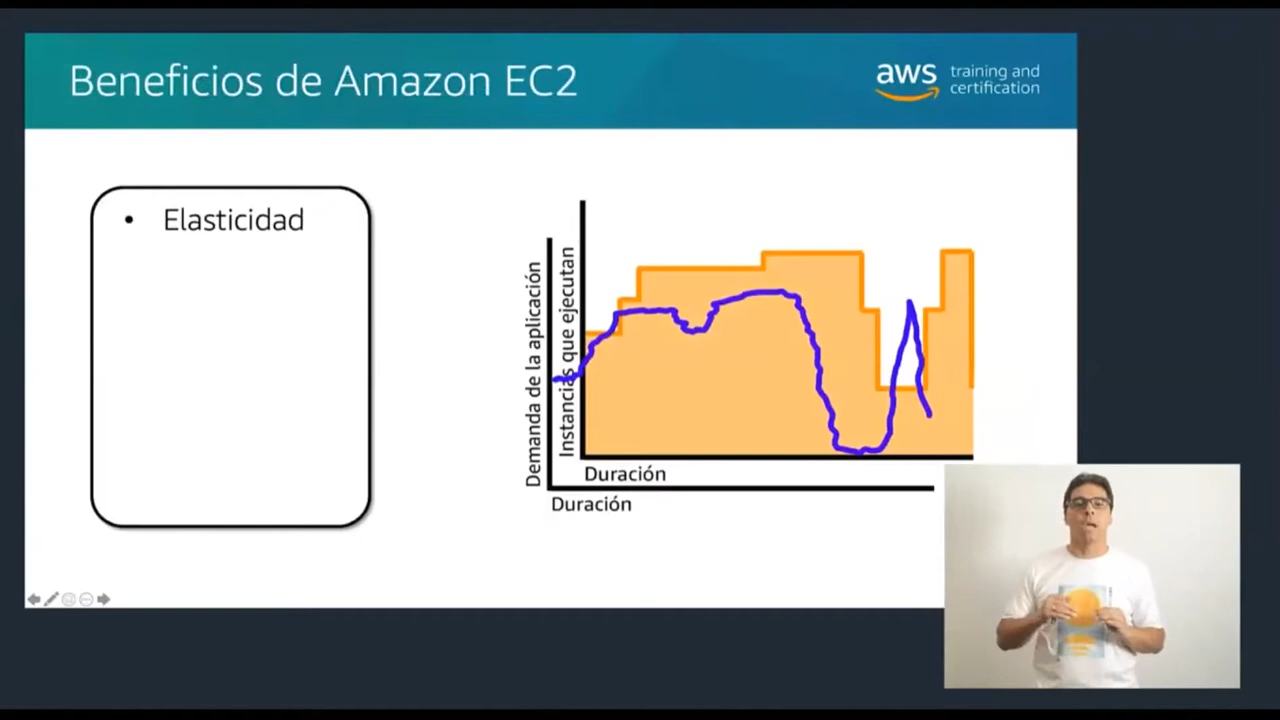 Beneficios de Amazon EC2
aws training and
certification
• Elasticidad
Demanda de la aplicación
Instancias que ejecutan
Duración
Duración